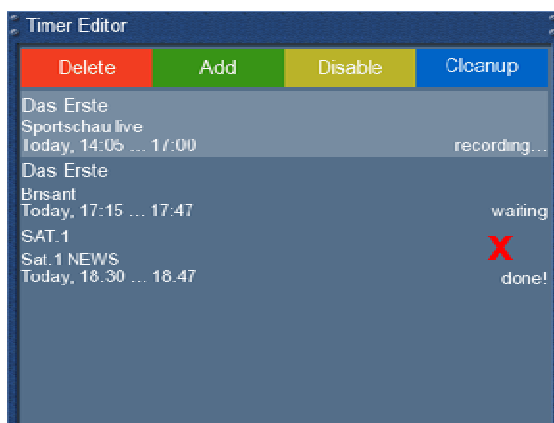 Timer Editor
Delete Add Disable Cleanup
Das Erste
Sportschau live
Today, 14:05 ... 17:00 recording...
Das Erste
Brisant
Today, 17:15 ... 17:47 waiting
SAT.1
X
Sat.1 NEWS
Today, 18.30 ... 18.47 done!